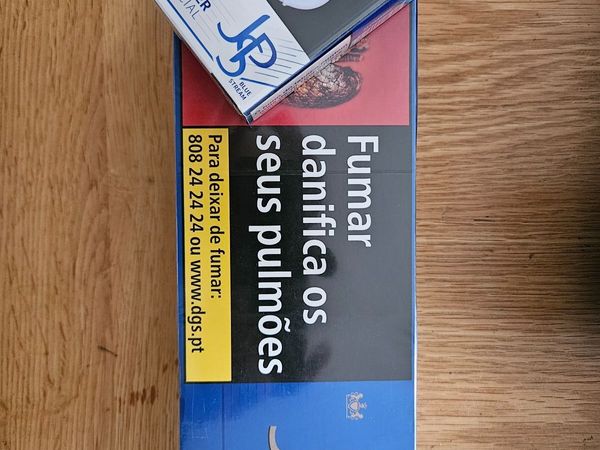 JPS
BLUE
STREAM
Fumar
danifica os
seus pulmões
Para deixar de fumar:
808 24 24 24 ou www.dgs.pt